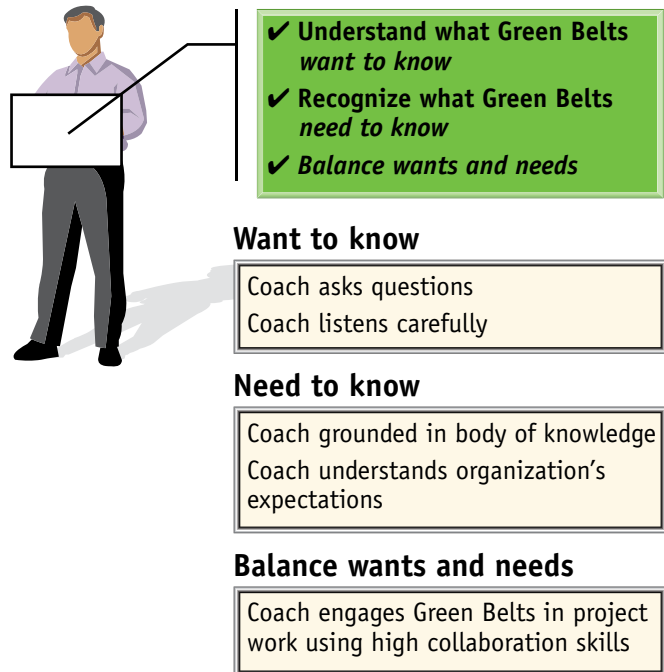 ✔ Understand what Green Belts
want to know
✔ Recognize what Green Belts
need to know
✔ Balance wants and needs
Want to know
Coach asks questions
Coach listens carefully
Need to know
Coach grounded in body of knowledge
Coach understands organization’s
expectations
Balance wants and needs
Coach engages Green Belts in project
work using high collaboration skills